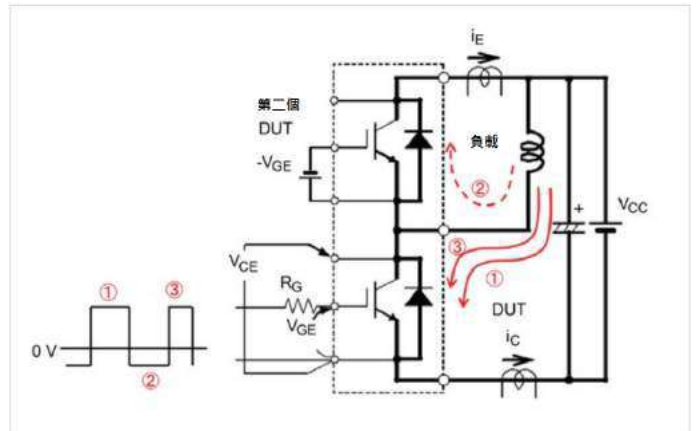 iE
第二個
DUT
負載
-VGE
②
+
VCC
③
VCE
①
①
③
RG
VGE
DUT
0 V
iC
②